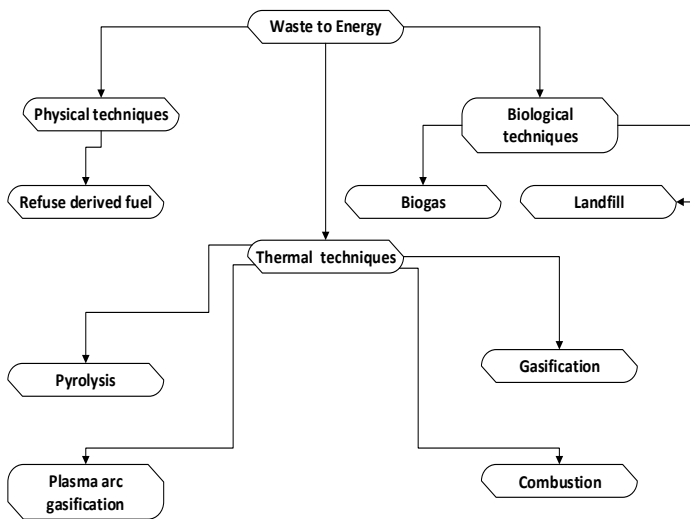 Waste to Energy
Physical techniques
Biological
techniques
Refuse derived fuel
Biogas
Landfill
Thermal techniques
Pyrolysis
Gasification
Plasma arc
gasification
Combustion